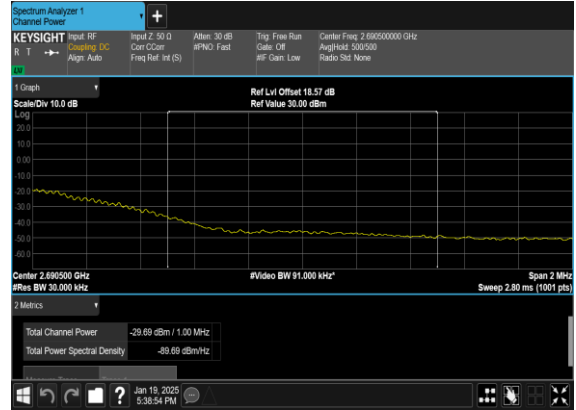 Spectrum Analyzer 1
Channel Power
KEYSIGHT
R T
LM
Input: RF
Coupling: DC
Align: Auto
Input Z: 50 Ω
Corr CCorr
Freq Ref: Int (S)
Atten: 30 dB
#PNO: Fast
Trig: Free Run
Gate: Off
#IF Gain: Low
Center Freq: 2.690500000 GHz
Avg|Hold: 500/500
Radio Std: None
1 Graph
Scale/Div 10.0 dB
Ref Lvl Offset 18.57 dB
Ref Value 30.00 dBm
Log
20.0
10.0
0.00
-10.0
-20.0
-30.0
-40.0
-50.0
-60.0
Center 2.690500 GHz
#Video BW 91.000 kHz*
Span 2 MHz
#Res BW 30.000 kHz
Sweep 2.80 ms (1001 pts)
2 Metrics
Total Channel Power -29.69 dBm / 1.00 MHz
Total Power Spectral Density -89.69 dBm/Hz
Jan 19, 2025
5:38:54 PM